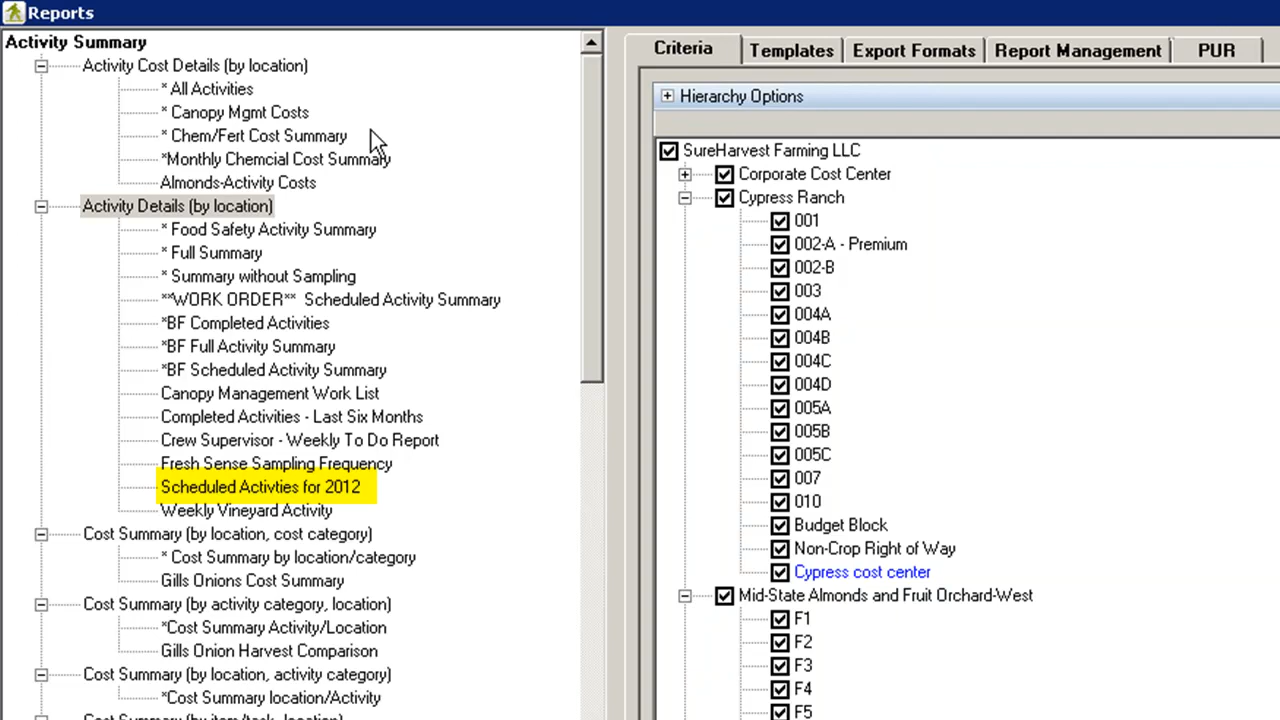 Reports
Activity Summary
Activity Cost Details (by location)
* All Activities
* Canopy Mgmt Costs
* Chem/Fert Cost Summary
*Monthly Chemcial Cost Summary
Almonds-Activity Costs
Activity Details (by location)
* Food Safety Activity Summary
* Full Summary
* Summary without Sampling
**WORK ORDER** Scheduled Activity Summary
*BF Completed Activities
*BF Full Activity Summary
*BF Scheduled Activity Summary
Canopy Management Work List
Completed Activities - Last Six Months
Crew Supervisor - Weekly To Do Report
Fresh Sense Sampling Frequency
Scheduled Activties for 2012
Weekly Vineyard Activity
Cost Summary (by location, cost category)
* Cost Summary by location/category
Gills Onions Cost Summary
Cost Summary (by activity category, location)
*Cost Summary Activity/Location
Gills Onion Harvest Comparison
Cost Summary (by location, activity category)
*Cost Summary location/Activity
Cost Summary (by item/task, location)
Criteria
Templates
Export Formats
Report Management
PUR
Hierarchy Options
SureHarvest Farming LLC
Corporate Cost Center
Cypress Ranch
001
002-A - Premium
002-B
003
004A
004B
004C
004D
005A
005B
005C
007
010
Budget Block
Non-Crop Right of Way
Cypress cost center
Mid-State Almonds and Fruit Orchard-West
F1
F2
F3
F4
F5